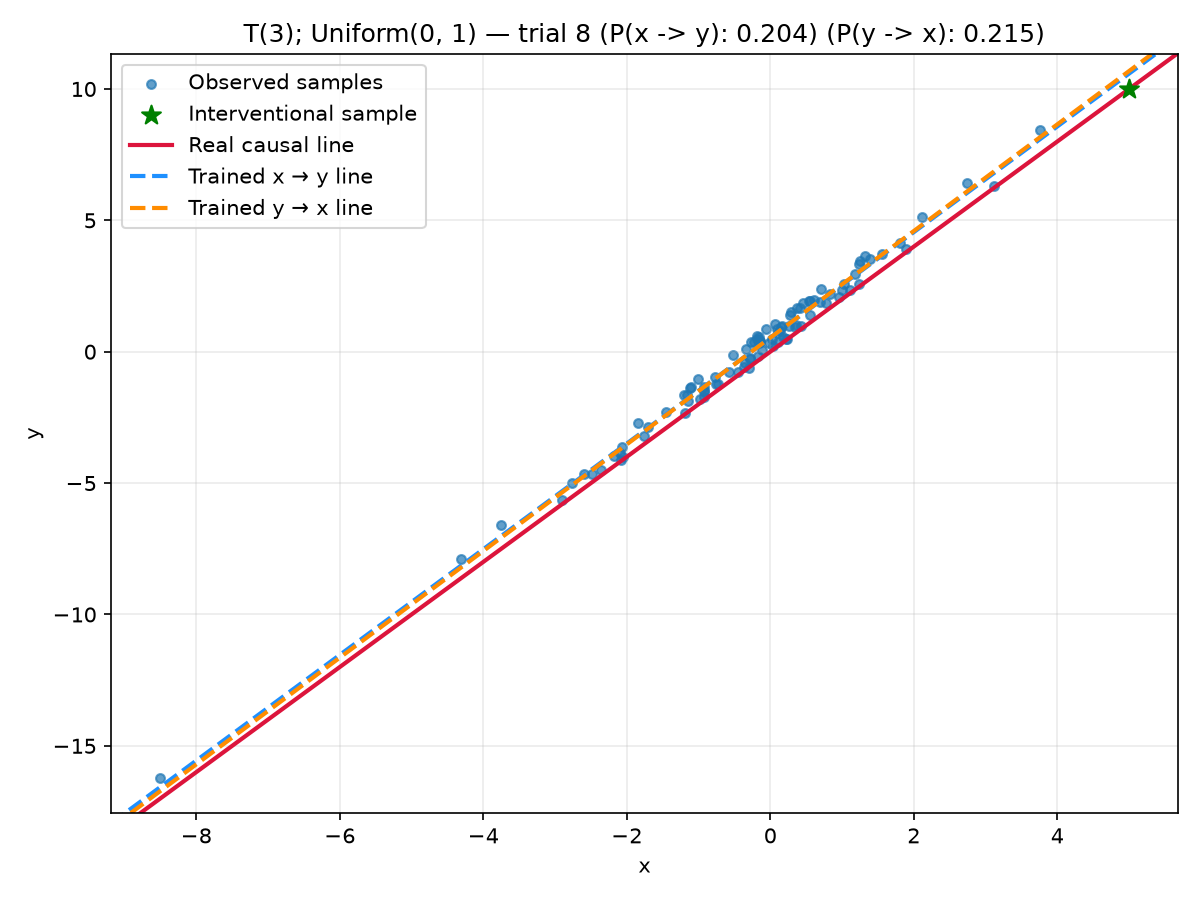 T(3); Uniform(0, 1) — trial 8 (P(x -> y): 0.204) (P(y -> x): 0.215)
Observed samples
Interventional sample
Real causal line
Trained x → y line
Trained y → x line
10
5
0
−5
−10
−15
y
−8
−6
−4
−2
0
2
4
x